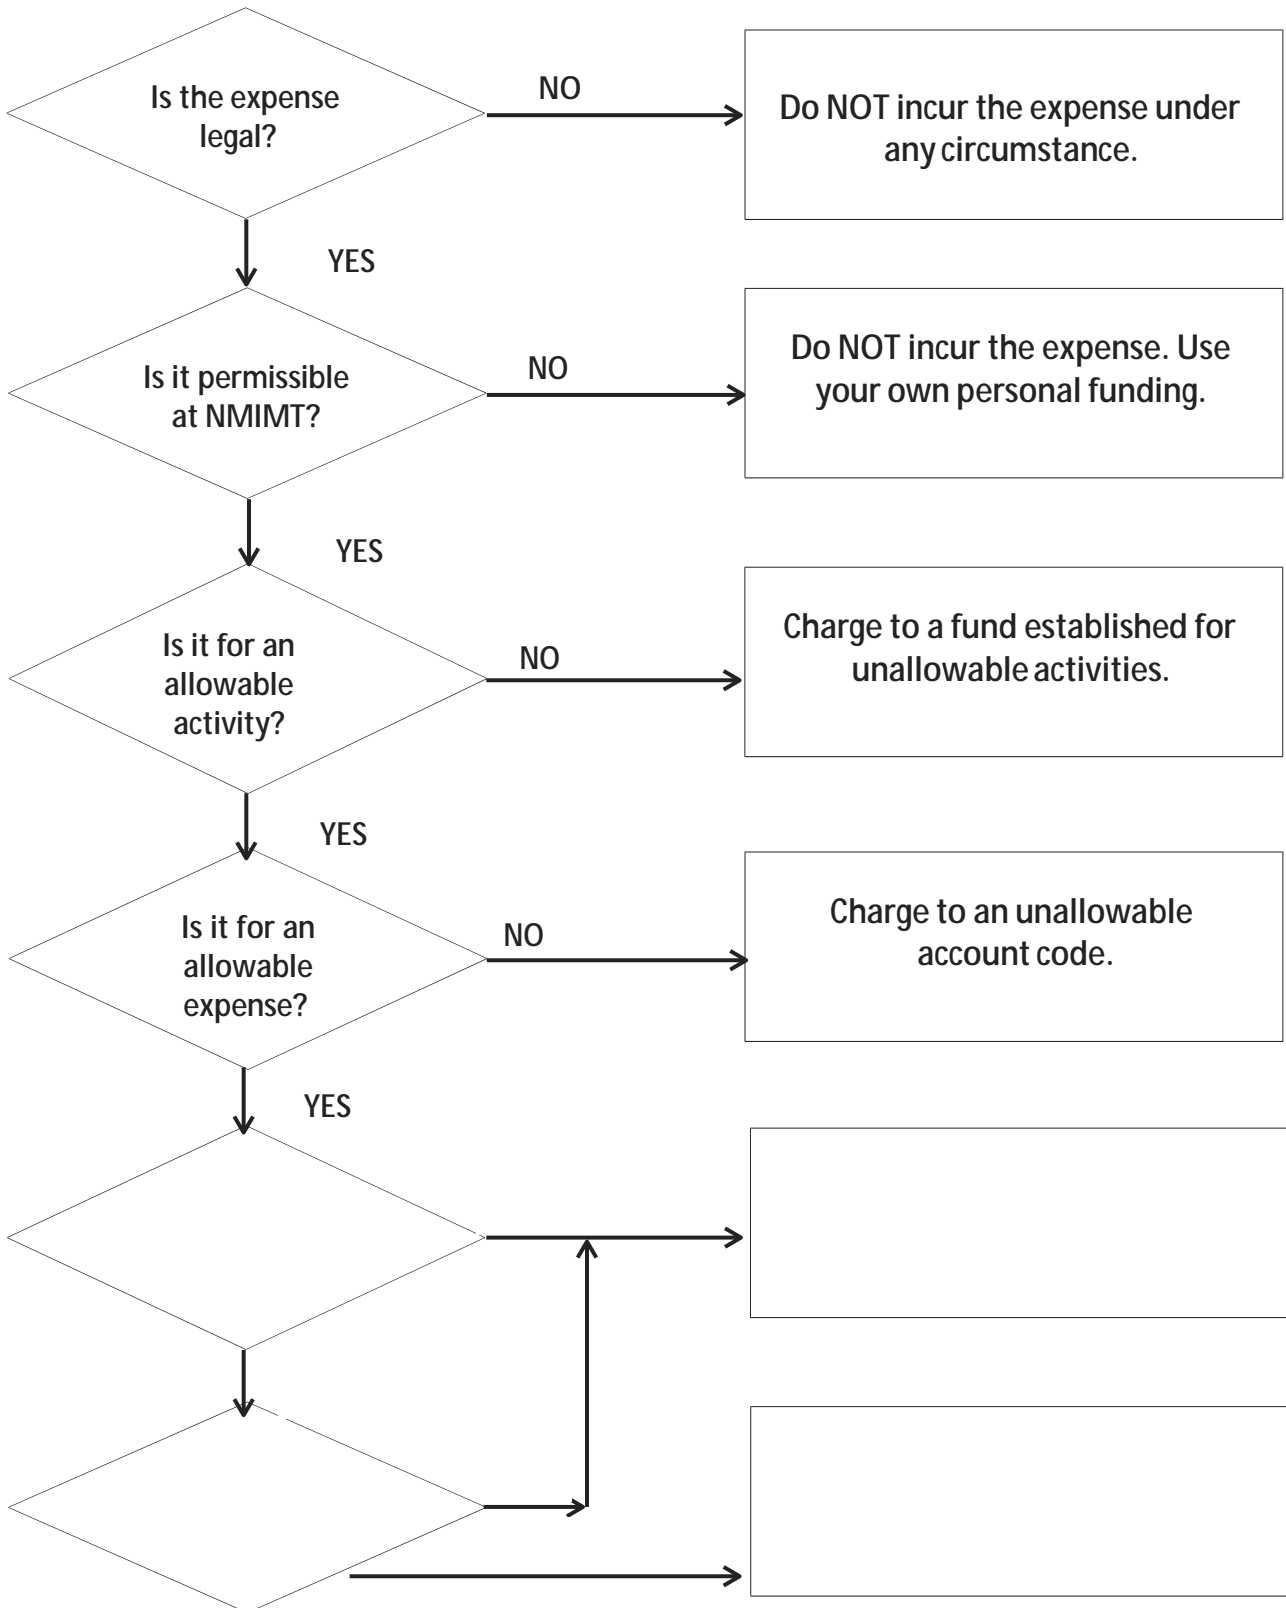 Is the expense
legal?
NO
Do NOT incur the expense under
any circumstance.
YES
Is it permissible
at NMIMT?
NO
Do NOT incur the expense. Use
your own personal funding.
YES
Is it for an
allowable
activity?
NO
Charge to a fund established for
unallowable activities.
YES
Is it for an
allowable
expense?
NO
Charge to an unallowable
account code.
YES